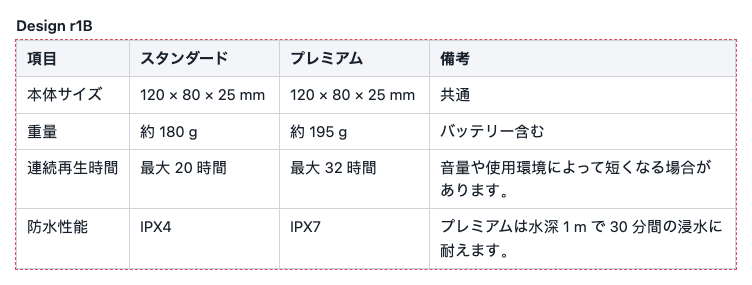 Design r1B
項目 スタンダード プレミアム 備考
本体サイズ 120 × 80 × 25 mm 120 × 80 × 25 mm 共通
重量 約 180 g 約 195 g バッテリー含む
連続再生時間 最大 20 時間 最大 32 時間 音量や使用環境によって短くなる場合が
あります。
防水性能 IPX4 IPX7 プレミアムは水深 1 m で 30 分間の浸水に
耐えます。